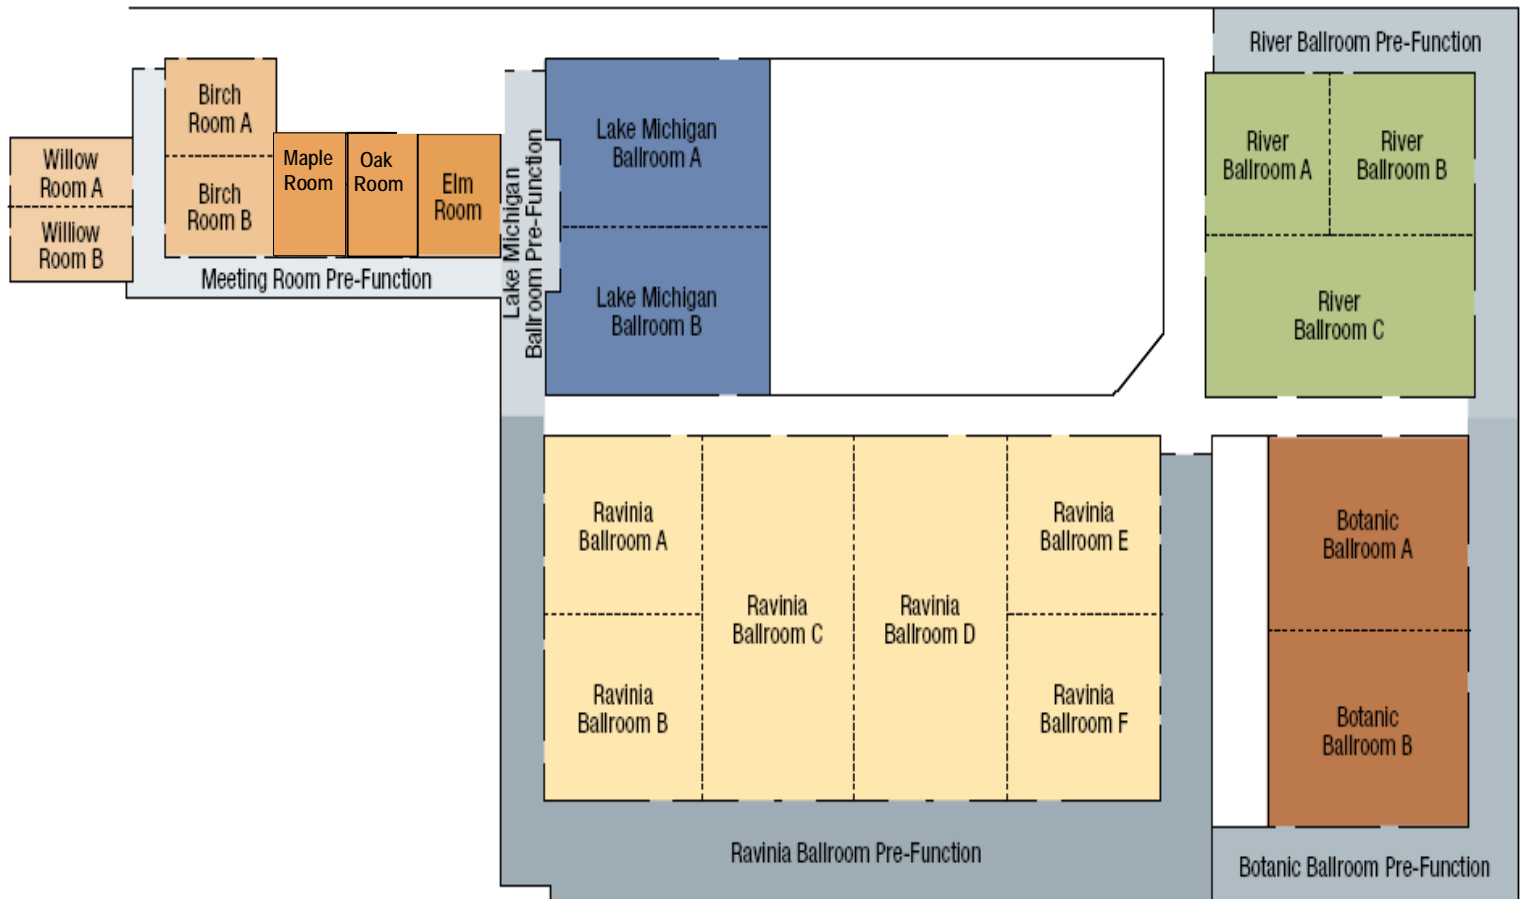 River Ballroom Pre-Function
Birch
Room A
Willow
Room A
Williow
Room B
Birch
Room B
Maple
Room
Oak
Room
Elm
Room
Meeting Room Pre-Function
Lake Michigan
Ballroom Pre-Function
Lake Michigan
Ballroom A
Lake Michigan
Ballroom B
River
Ballroom A
River
Ballroom B
River
Ballroom C
Ravinia
Ballroom A
Ravinia
Ballroom B
Ravinia
Ballroom C
Ravinia
Ballroom D
Ravinia
Ballroom E
Ravinia
Ballroom F
Botanic
Ballroom A
Botanic
Ballroom B
Ravinia Ballroom Pre-Function
Botanic Ballroom Pre-Function